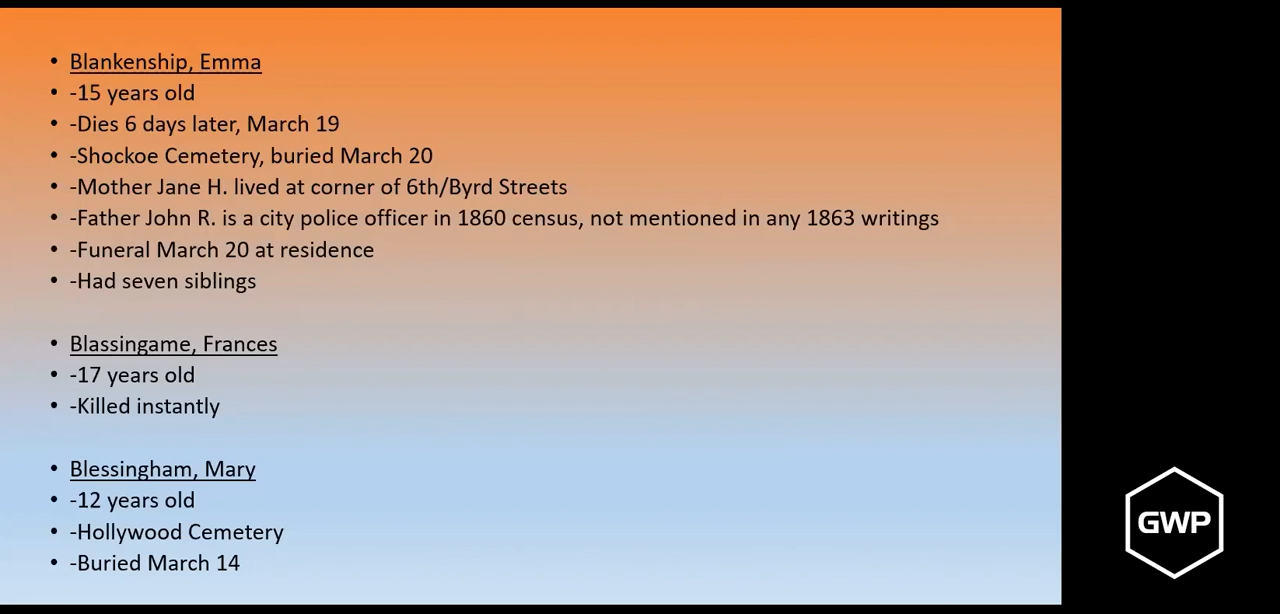 • Blankenship, Emma
• -15 years old
• -Dies 6 days later, March 19
• -Shockoe Cemetery, buried March 20
• -Mother Jane H. lived at corner of 6th/Byrd Streets
• -Father John R. is a city police officer in 1860 census, not mentioned in any 1863 writings
• -Funeral March 20 at residence
• -Had seven siblings
• Blassingame, Frances
• -17 years old
• -Killed instantly
• Blessingham, Mary
• -12 years old
• -Hollywood Cemetery
• -Buried March 14
GWP